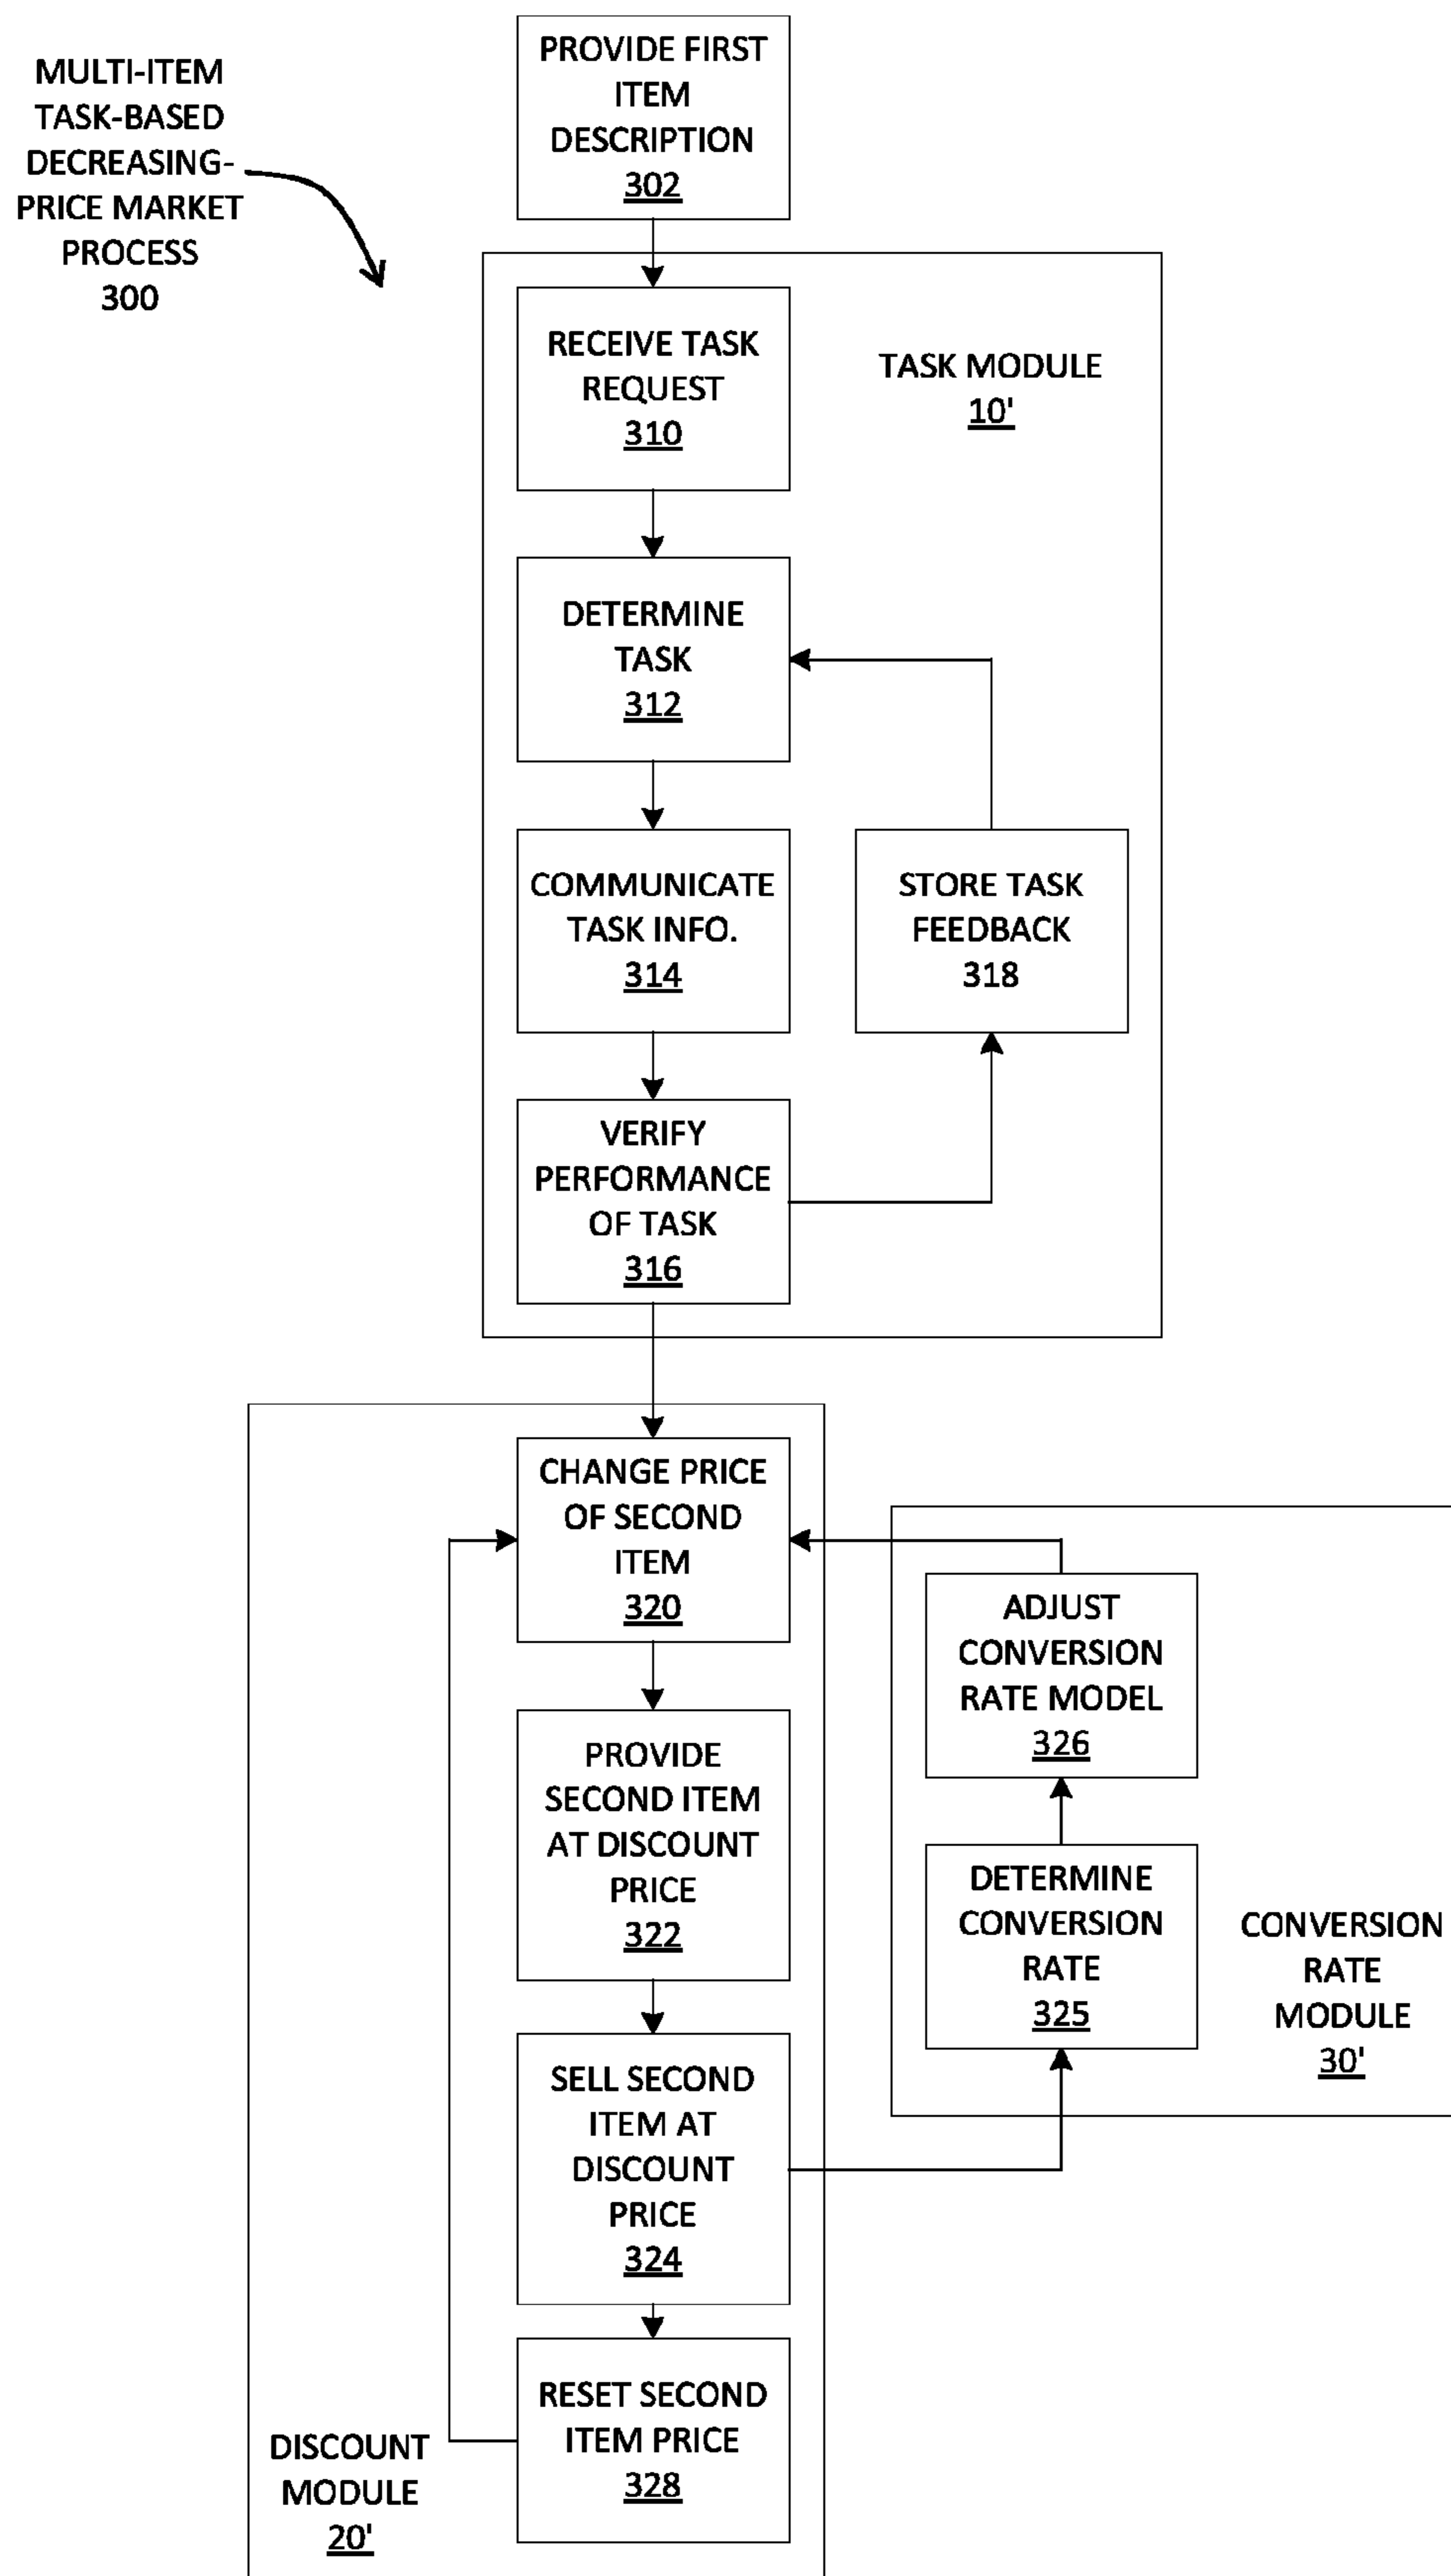 MULTI-ITEM
TASK-BASED
DECREASING-
PRICE MARKET
PROCESS
300
PROVIDE FIRST
ITEM
DESCRIPTION
302
RECEIVE TASK
REQUEST
310
TASK MODULE
10'
DETERMINE
TASK
312
COMMUNICATE
TASK INFO.
314
STORE TASK
FEEDBACK
318
VERIFY
PERFORMANCE
OF TASK
316
CHANGE PRICE
OF SECOND
ITEM
320
ADJUST
CONVERSION
RATE MODEL
326
PROVIDE
SECOND ITEM
AT DISCOUNT
PRICE
322
DETERMINE
CONVERSION
RATE
325
CONVERSION
RATE
MODULE
30'
SELL SECOND
ITEM AT
DISCOUNT
PRICE
324
RESET SECOND
ITEM PRICE
328
DISCOUNT
MODULE
20'